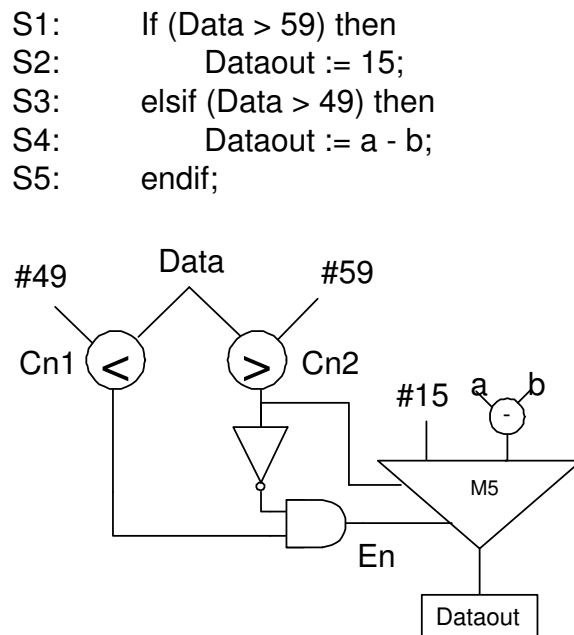 S1: If (Data > 59) then
S2: Dataout := 15;
S3: elsif (Data > 49) then
S4: Dataout := a - b;
S5: endif;
#49 Data #59
Cn1 < > Cn2
#15 a b
-
M5
En
Dataout